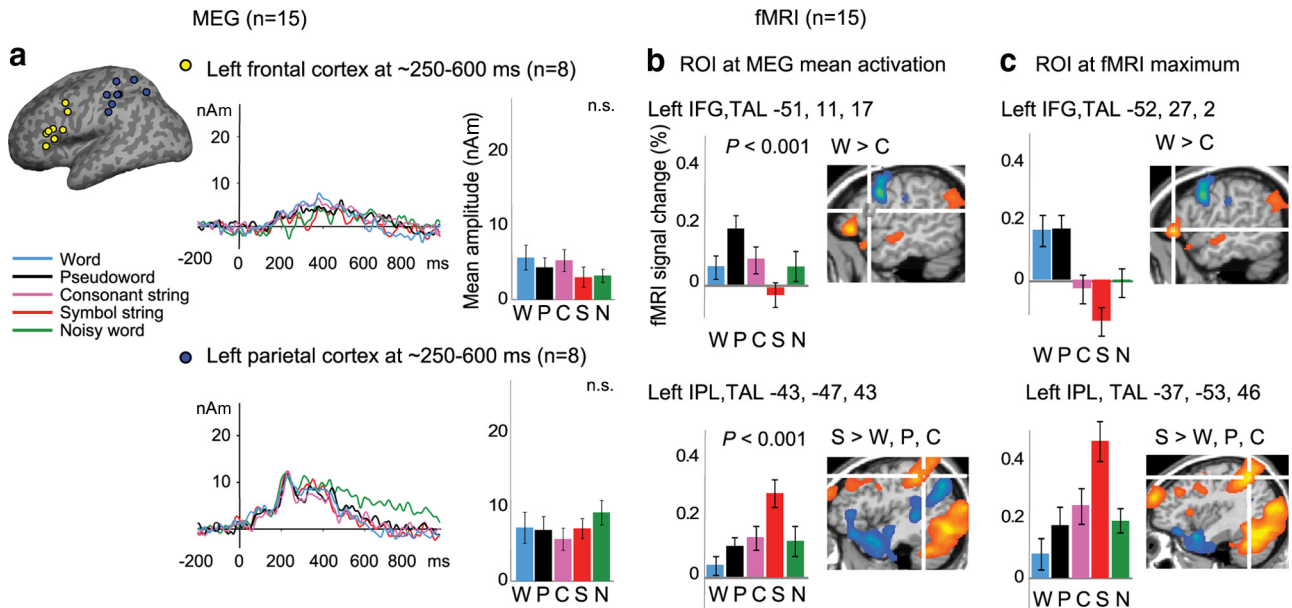 MEG (n=15)
fMRI (n=15)
a
Left frontal cortex at ~250-600 ms (n=8)
nAm
20
10
-200 0 200 400 600 800 ms
Word
Pseudoword
Consonant string
Symbol string
Noisy word
Mean amplitude (nAm)
n.s.
20
10
0
W P C S N
Left parietal cortex at ~250-600 ms (n=8)
nAm
20
10
-200 0 200 400 600 800 ms
n.s.
20
10
0
W P C S N
b ROI at MEG mean activation
Left IFG,TAL -51, 11, 17
fMRI signal change (%)
0.4
0.2
0
P < 0.001
W > C
W P C S N
Left IPL,TAL -43, -47, 43
0.4
0.2
0
P < 0.001
S > W, P, C
W P C S N
c ROI at fMRI maximum
Left IFG,TAL -52, 27, 2
0.4
0.2
0
W > C
W P C S N
Left IPL, TAL -37, -53, 46
0.4
0.2
0
S > W, P, C
W P C S N